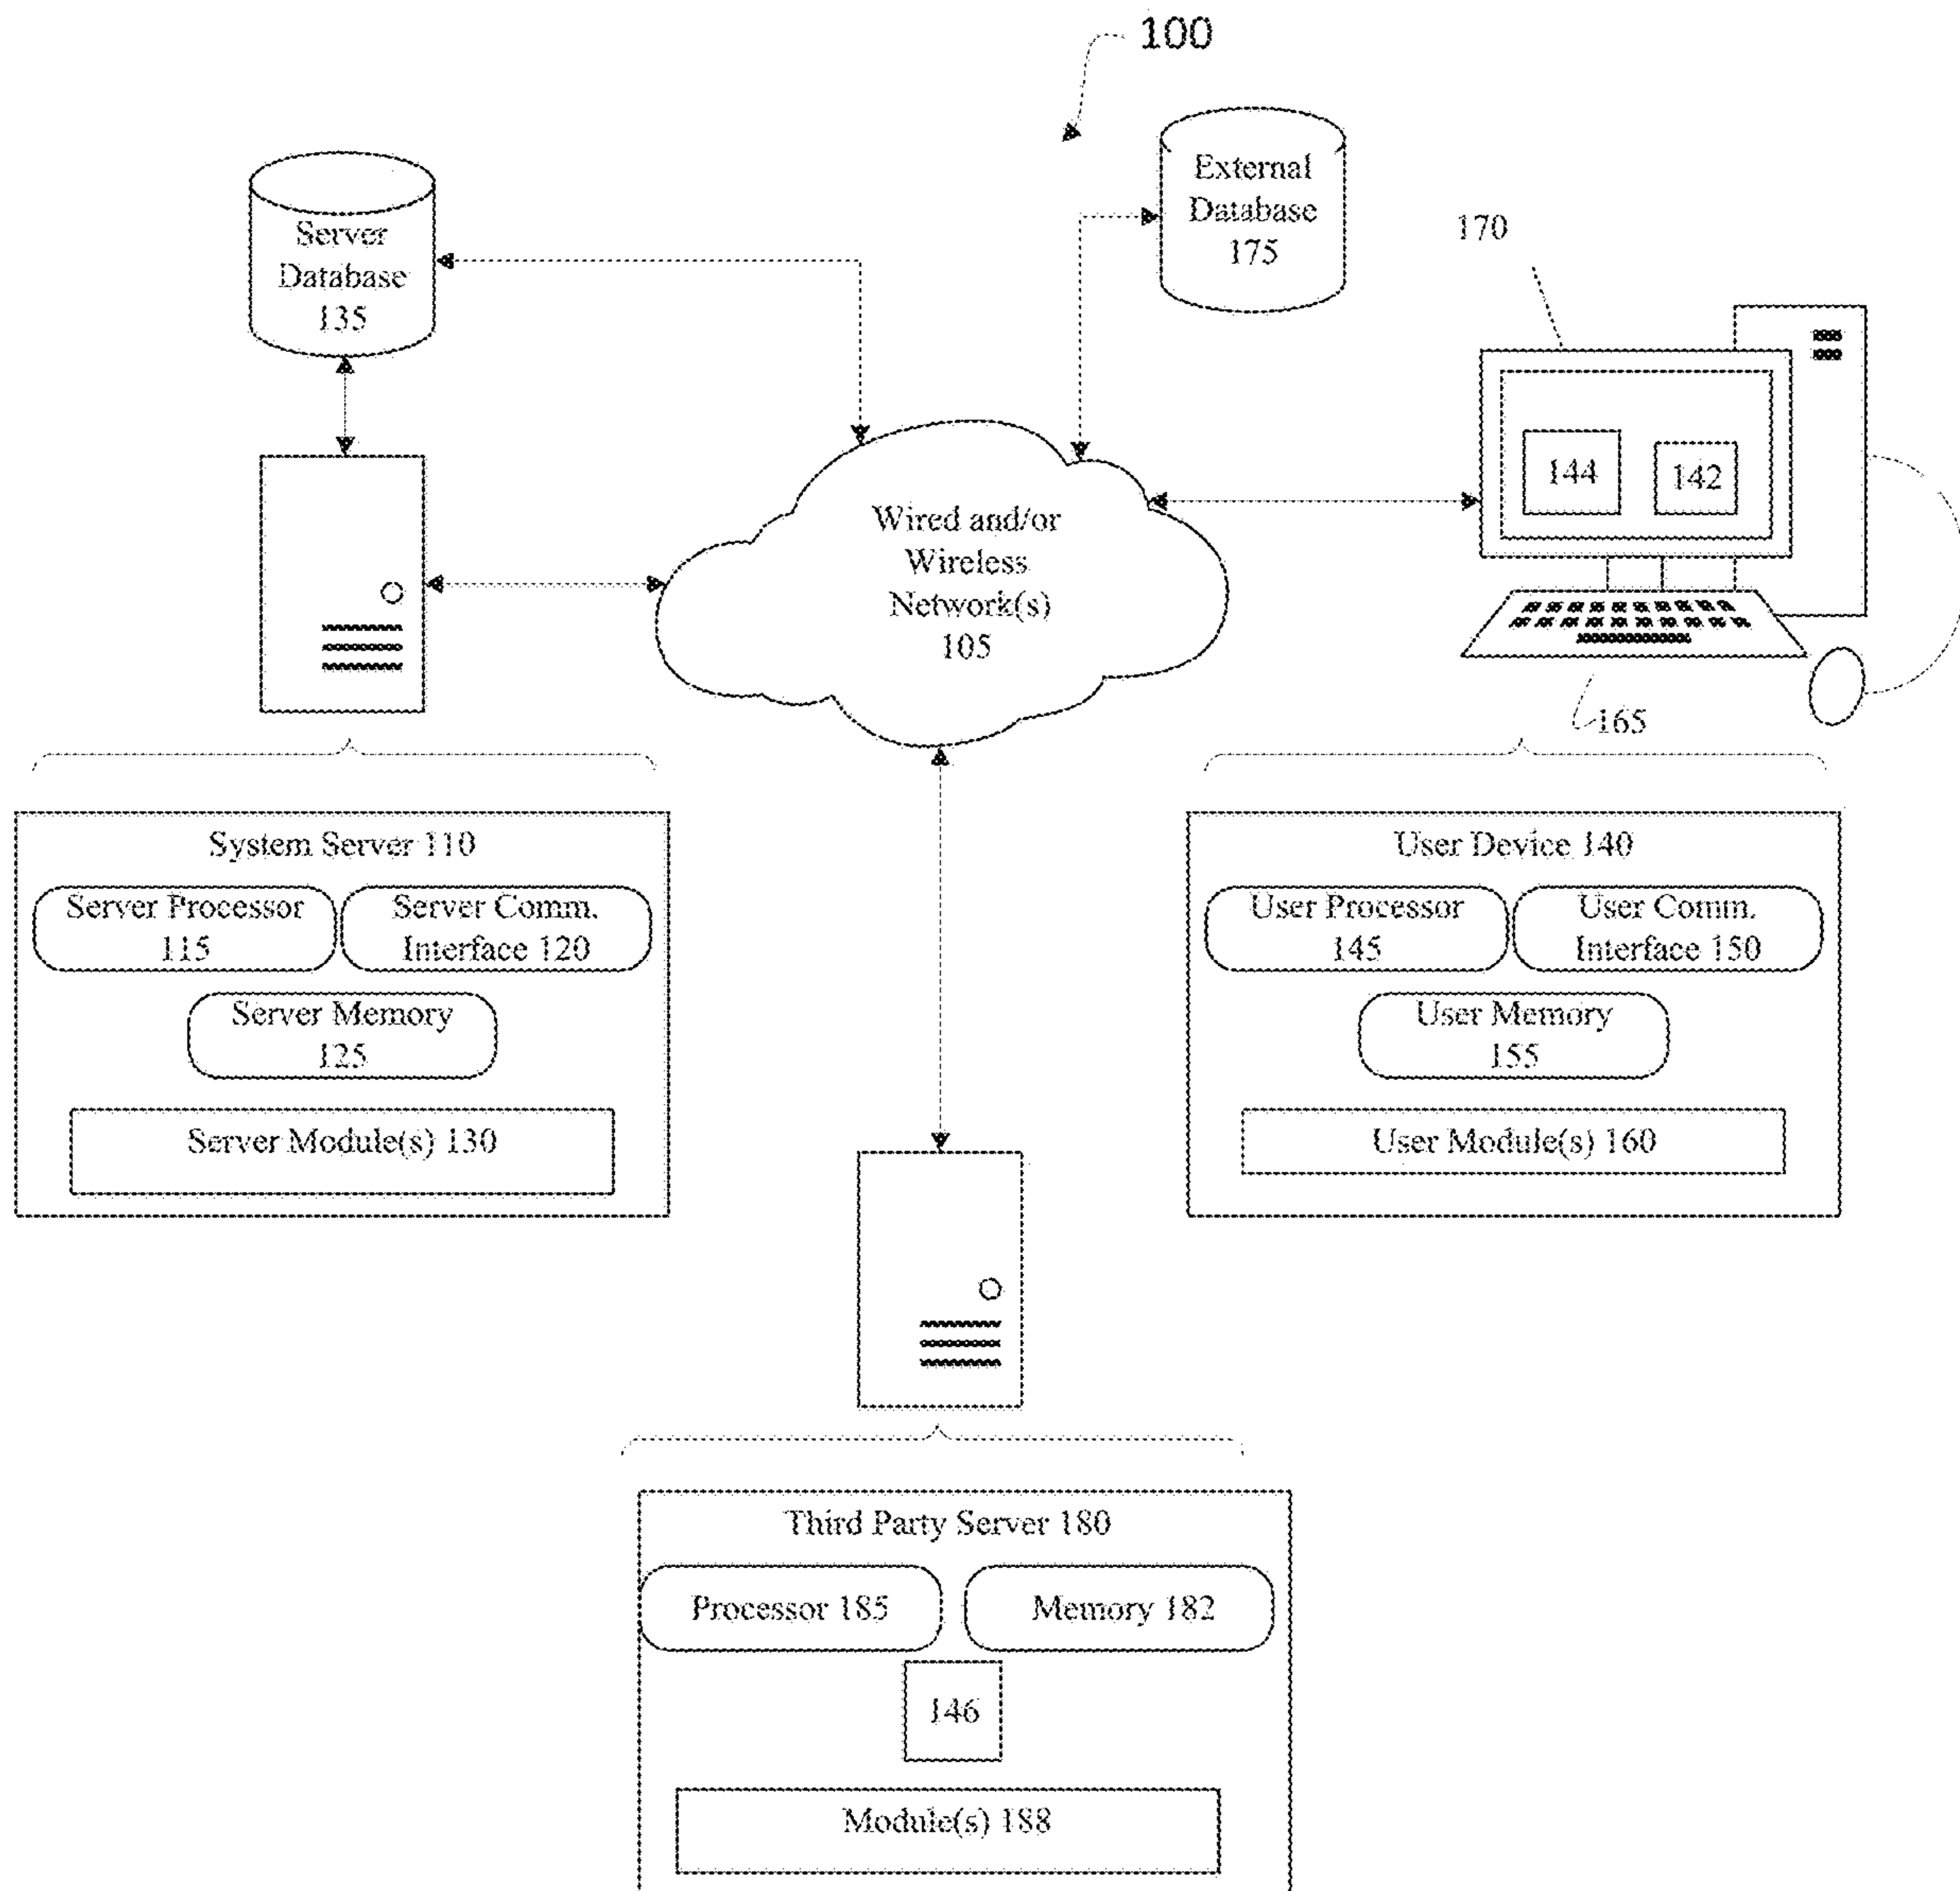 100
External
Database
175
Server
Database
135
170
144
142
Wired and/or
Wireless
Network(s)
105
165
System Server 110
Server Processor
115
Server Comm.
Interface 120
Server Memory
125
Server Module(s) 130
User Device 140
User Processor
145
User Comm.
Interface 150
User Memory
155
User Module(s) 160
Third Party Server 180
Processor 185
Memory 182
146
Module(s) 188